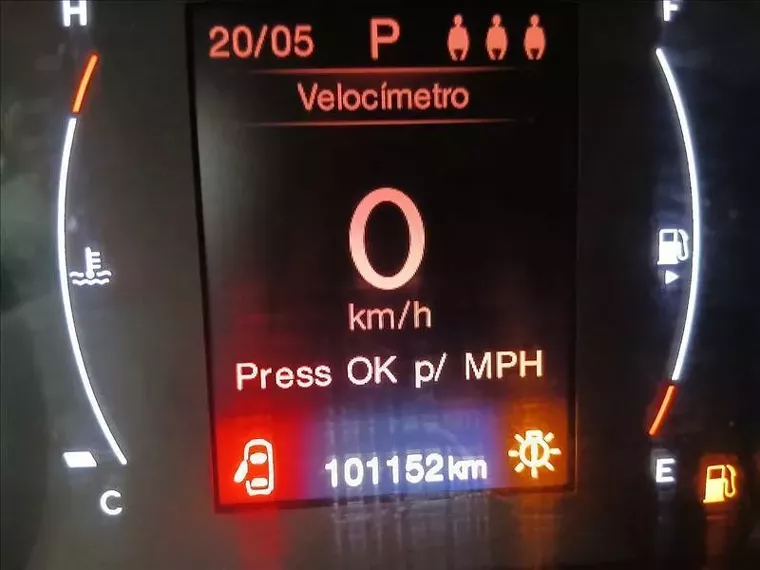 H
F
20/05 P
Velocímetro
0
km/h
Press OK p/ MPH
101152km
E
C